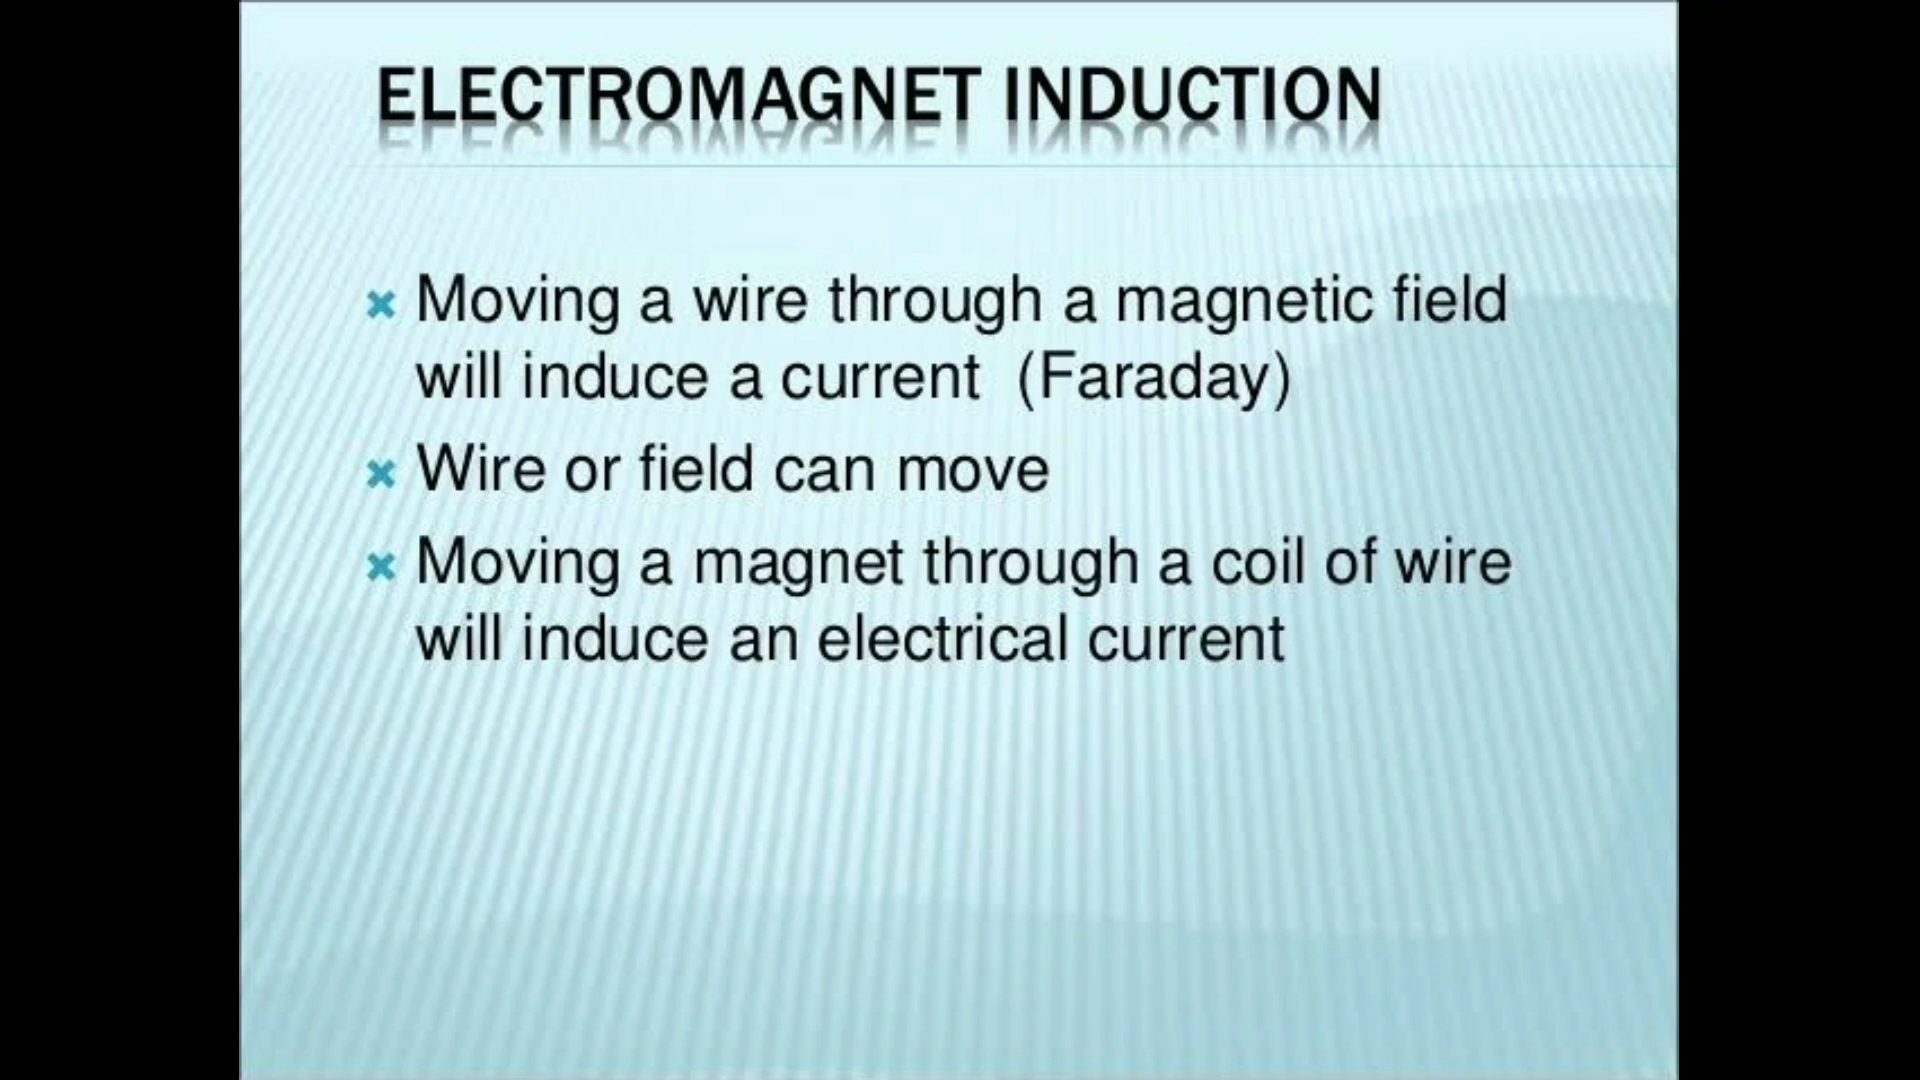 ELECTROMAGNET INDUCTION
Moving a wire through a magnetic field
will induce a current (Faraday)
Wire or field can move
Moving a magnet through a coil of wire
will induce an electrical current